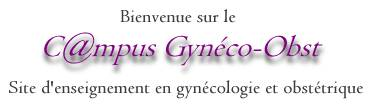 Bienvenue sur le
C@mpus Gynéco-Obst
Site d'enseignement en gynécologie et obstétrique